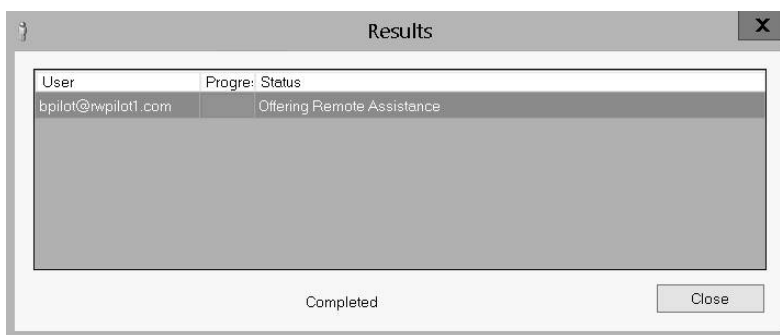 Results
X
User Progre: Status
bpilot@rwpilot1.com Offering Remote Assistance
Completed
Close